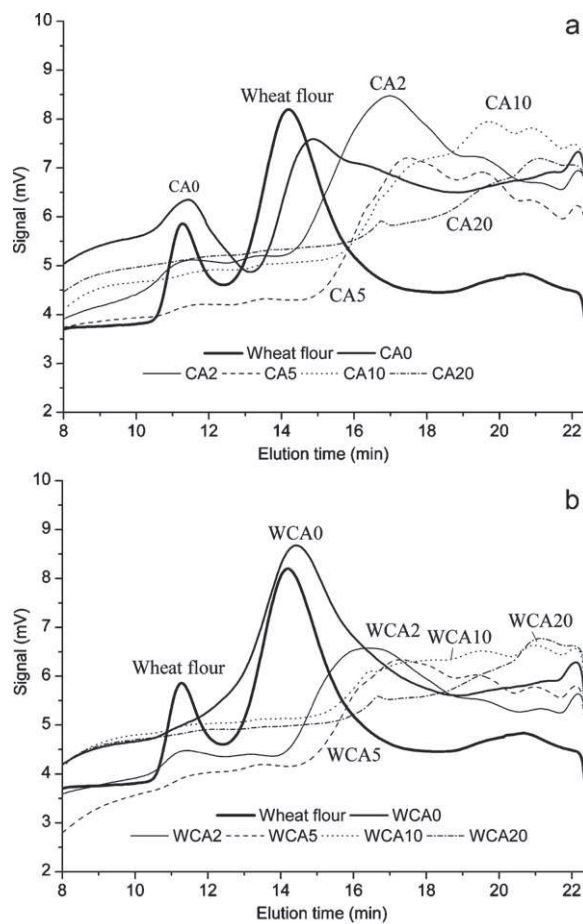 a
10
9
8
7
6
5
4
3
2
Signal (mV)
CA0
Wheat flour
CA2
CA10
CA20
CA5
Wheat flour CA0
CA2 CA5 CA10 CA20
8 10 12 14 16 18 20 22
Elution time (min)
b
10
9
8
7
6
5
4
3
2
Signal (mV)
WCA0
Wheat flour
WCA2
WCA10
WCA20
WCA5
Wheat flour WCA0
WCA2 WCA5 WCA10 WCA20
8 10 12 14 16 18 20 22
Elution time (min)